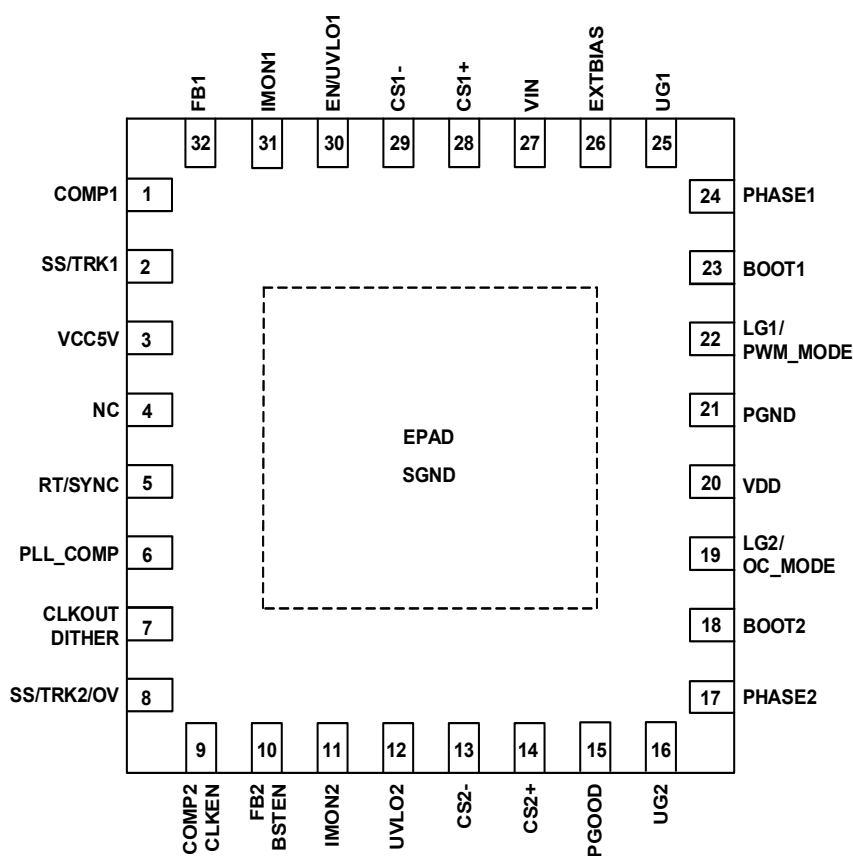 FB1
IMON1
EN/UVLO1
CS1-
CS1+
VIN
EXTBIAS
UG1
32
31
30
29
28
27
26
25
COMP1
1
SS/TRK1
2
VCC5V
3
NC
4
RT/SYNC
5
PLL_COMP
6
CLKOUT
DITHER
7
SS/TRK2/OV
8
EPAD
SGND
24
PHASE1
23
BOOT1
22
LG1/
PWM_MODE
21
PGND
20
VDD
19
LG2/
OC_MODE
18
BOOT2
17
PHASE2
9
10
11
12
13
14
15
16
COMP2
CLKEN
FB2
BSTEN
IMON2
UVLO2
CS2-
CS2+
PGOOD
UG2